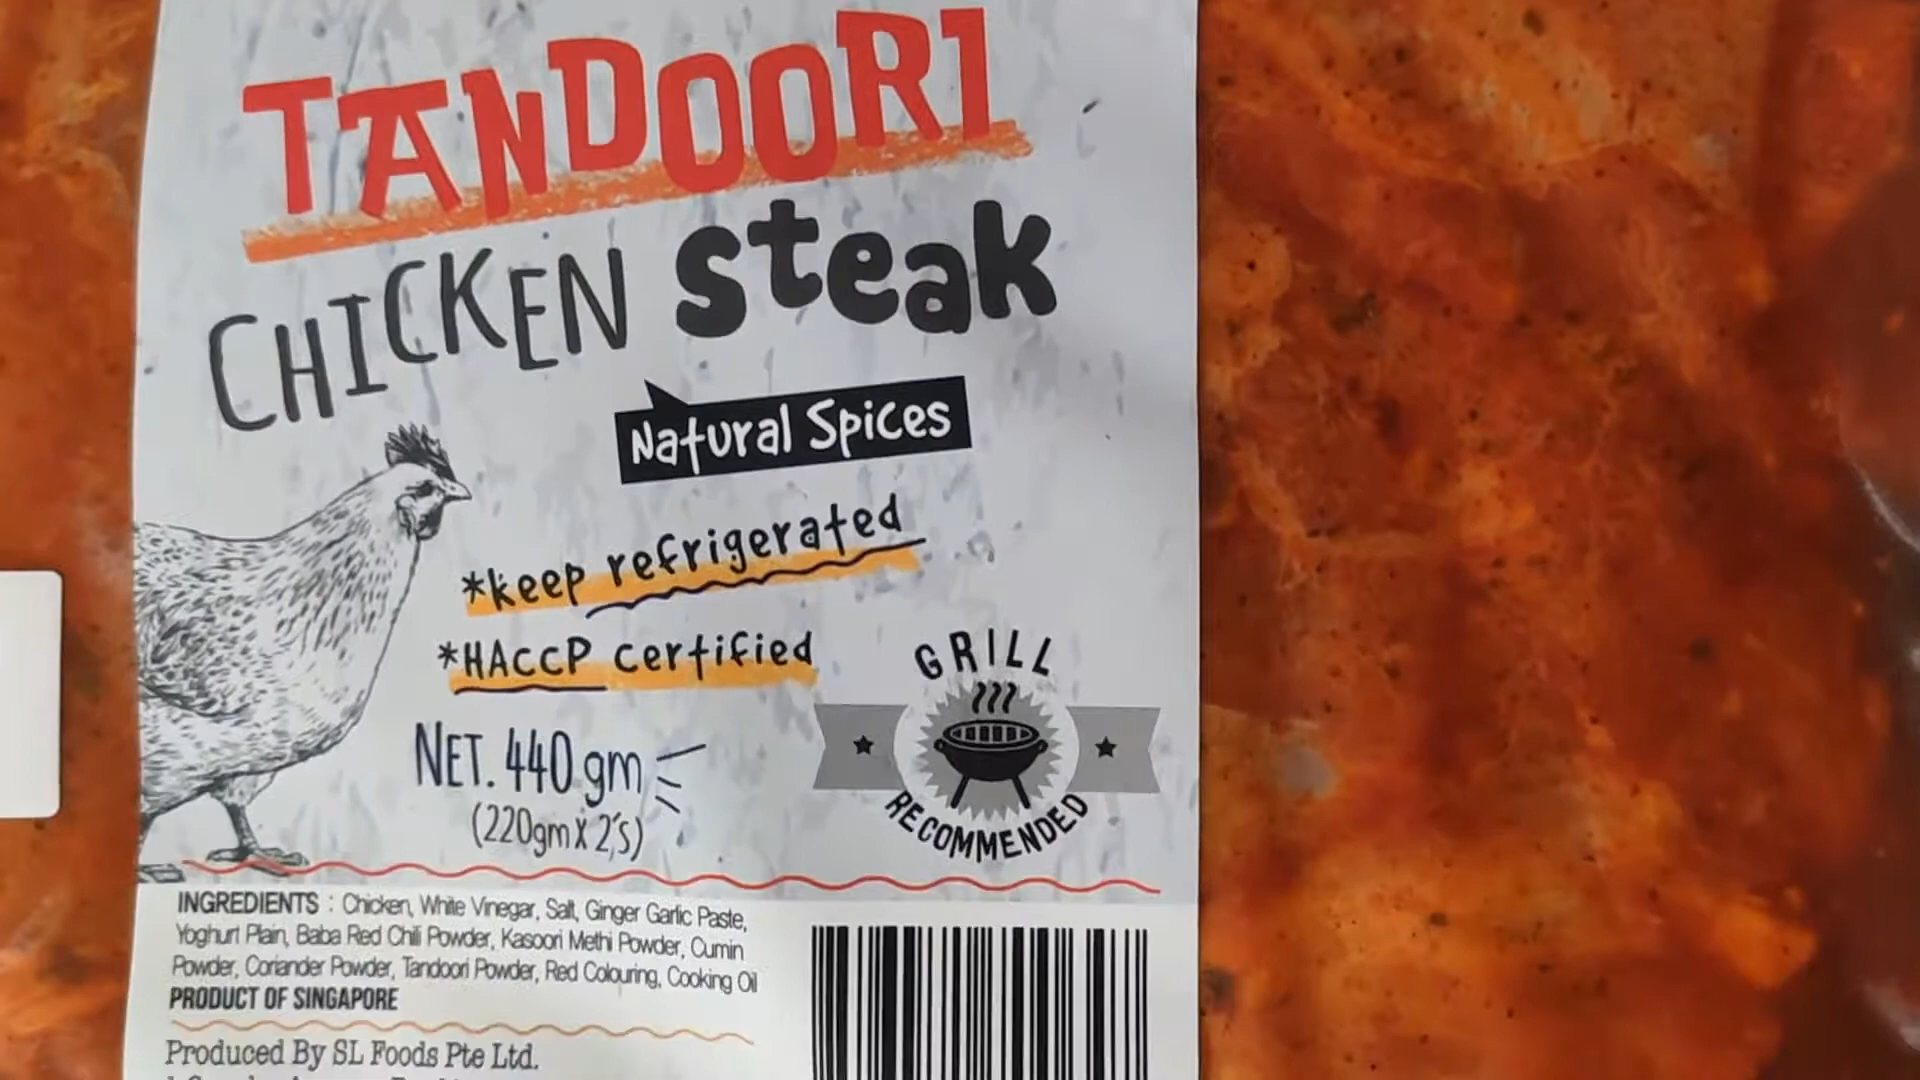 TANDOORI
CHICKEN steak
Natural Spices
*keep refrigerated
*HACCP certified
NET. 440 gm
(220gm x 2's)
GRILL
RECOMMENDED
INGREDIENTS : Chicken, White Vinegar, Salt, Ginger Garlic Paste,
Yoghurt Plain, Baba Red Chili Powder, Kasoori Methi Powder, Cumin
Powder, Coriander Powder, Tandoori Powder, Red Colouring, Cooking Oil
PRODUCT OF SINGAPORE
Produced By SL Foods Pte Ltd.